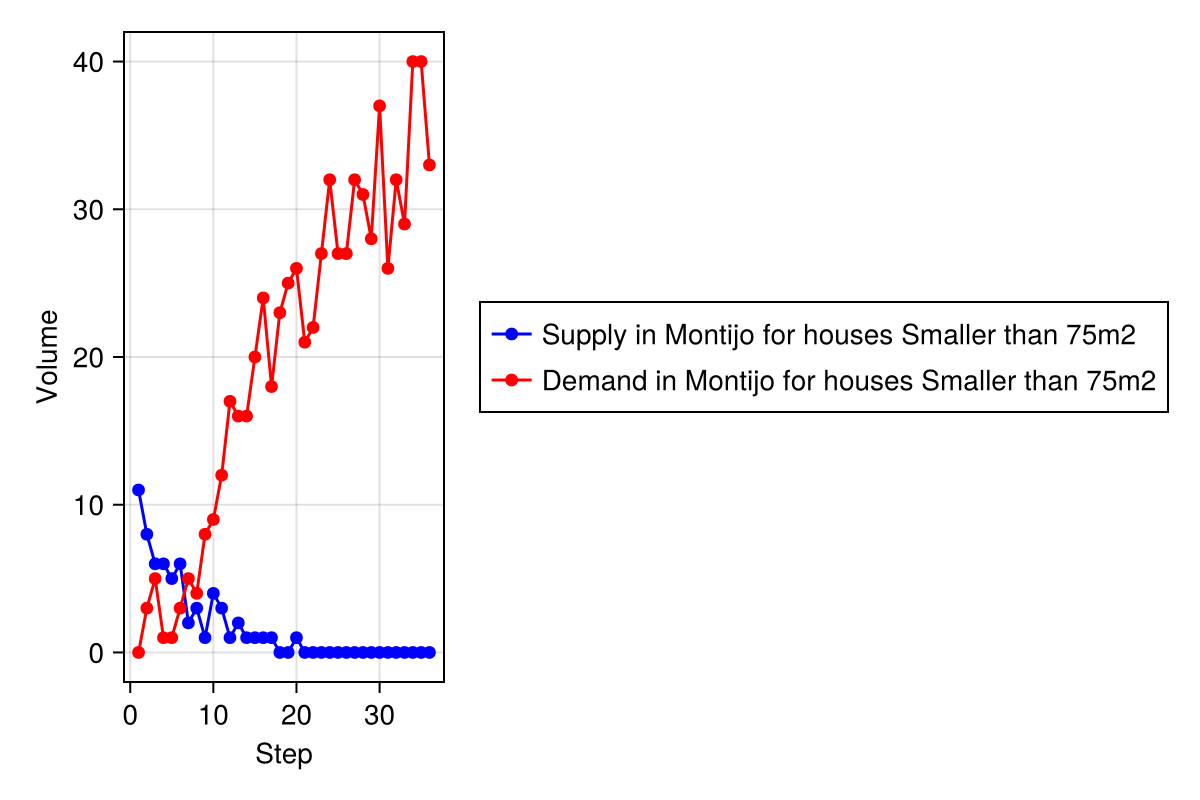 40
30
20
10
0
Volume
0 10 20 30
Step
Supply in Montijo for houses Smaller than 75m2
Demand in Montijo for houses Smaller than 75m2